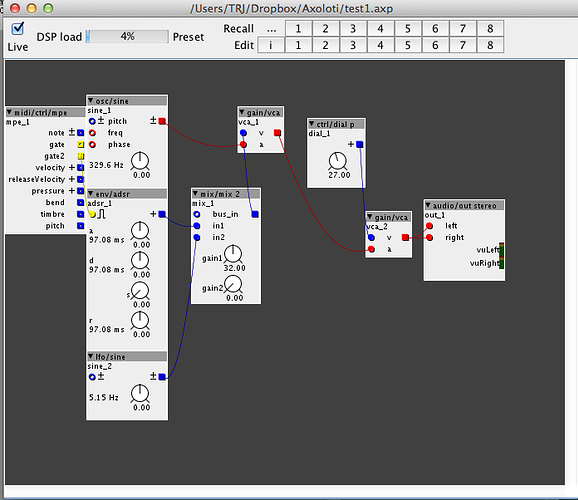 /Users/TRJ/Dropbox/Axoloti/test1.axp
Live
DSP load
4%
Preset
Recall ... 1 2 3 4 5 6 7 8
Edit i 1 2 3 4 5 6 7 8
midi/ctrl/mpe
mpe_1
note
gate
gate2
velocity
releaseVelocity
pressure
bend
timbre
pitch
osc/sine
sine_1
pitch
freq
phase
329.6 Hz
0.00
env/adsr
adsr_1
a
97.08 ms
0.00
d
97.08 ms
0.00
s
0.00
r
97.08 ms
0.00
lfo/sine
sine_2
5.15 Hz
0.00
mix/mix 2
mix_1
bus_in
in1
in2
gain1
32.00
gain2
0.00
gain/vca
vca_1
v
a
ctrl/dial p
dial_1
27.00
gain/vca
vca_2
v
a
audio/out stereo
out_1
left
right
vuLeft
vuRight